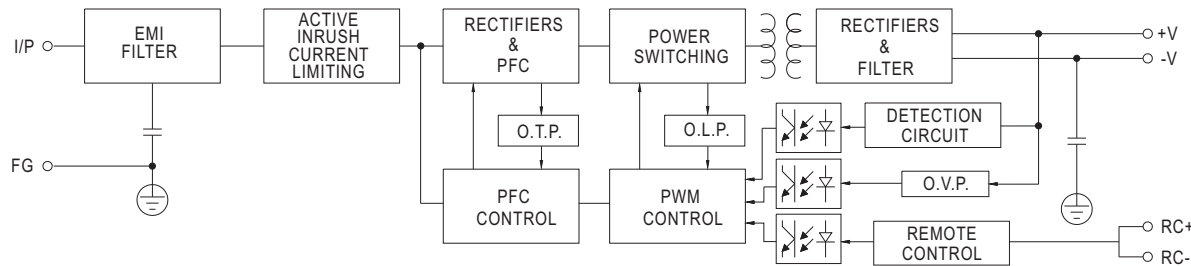 I/P
EMI
FILTER
ACTIVE
INRUSH
CURRENT
LIMITING
RECTIFIERS
&
PFC
POWER
SWITCHING
RECTIFIERS
&
FILTER
+V
-V
O.T.P.
O.L.P.
DETECTION
CIRCUIT
FG
PFC
CONTROL
PWM
CONTROL
O.V.P.
REMOTE
CONTROL
RC+
RC-